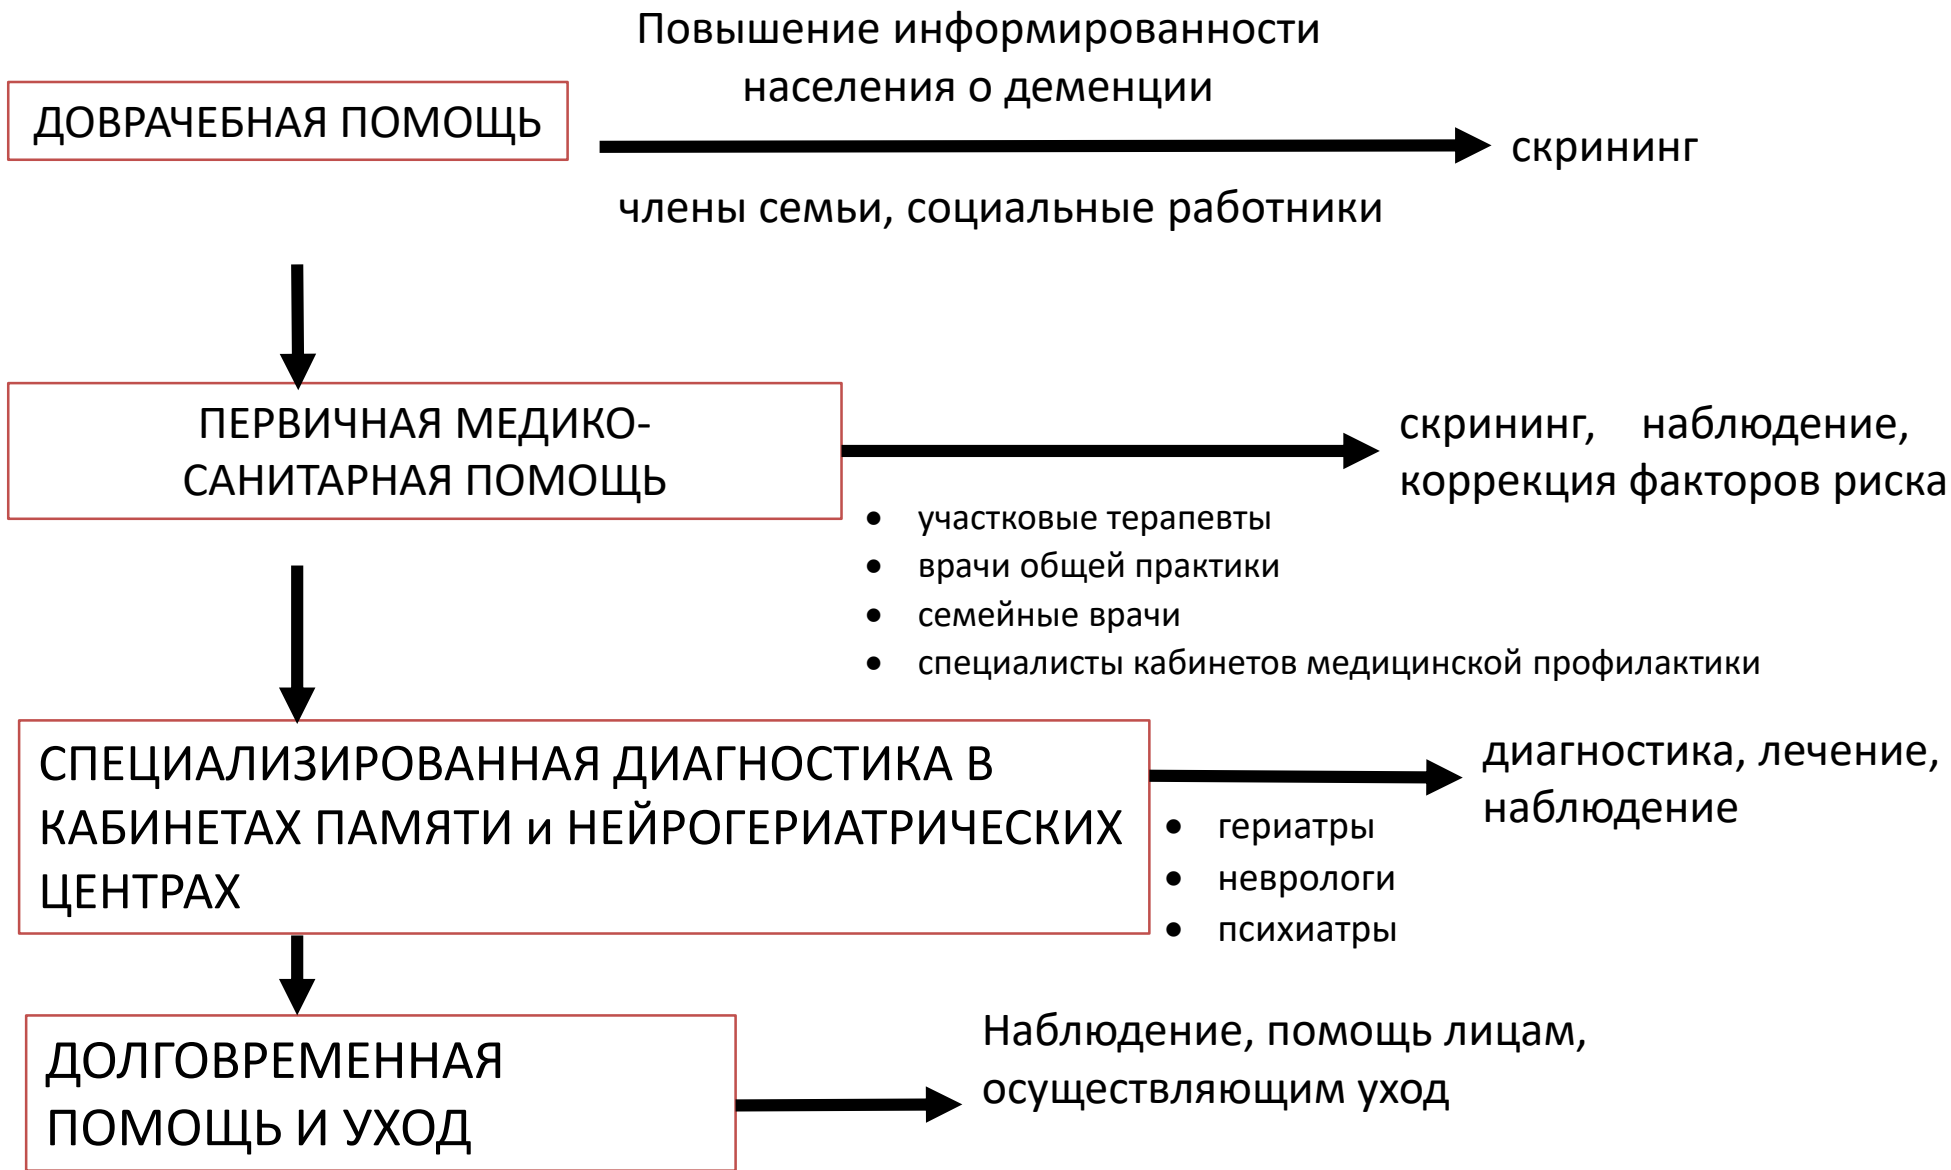 Повышение информированности
населения о деменции
ДОВРАЧЕБНАЯ ПОМОЩЬ
скрининг
члены семьи, социальные работники
ПЕРВИЧНАЯ МЕДИКО-
САНИТАРНАЯ ПОМОЩЬ
скрининг, наблюдение,
коррекция факторов риска
• участковые терапевты
• врачи общей практики
• семейные врачи
• специалисты кабинетов медицинской профилактики
СПЕЦИАЛИЗИРОВАННАЯ ДИАГНОСТИКА В
КАБИНЕТАХ ПАМЯТИ и НЕЙРОГЕРИАТРИЧЕСКИХ
ЦЕНТРАХ
диагностика, лечение,
наблюдение
• гериатры
• неврологи
• психиатры
ДОЛГОВРЕМЕННАЯ
ПОМОЩЬ И УХОД
Наблюдение, помощь лицам,
осуществляющим уход